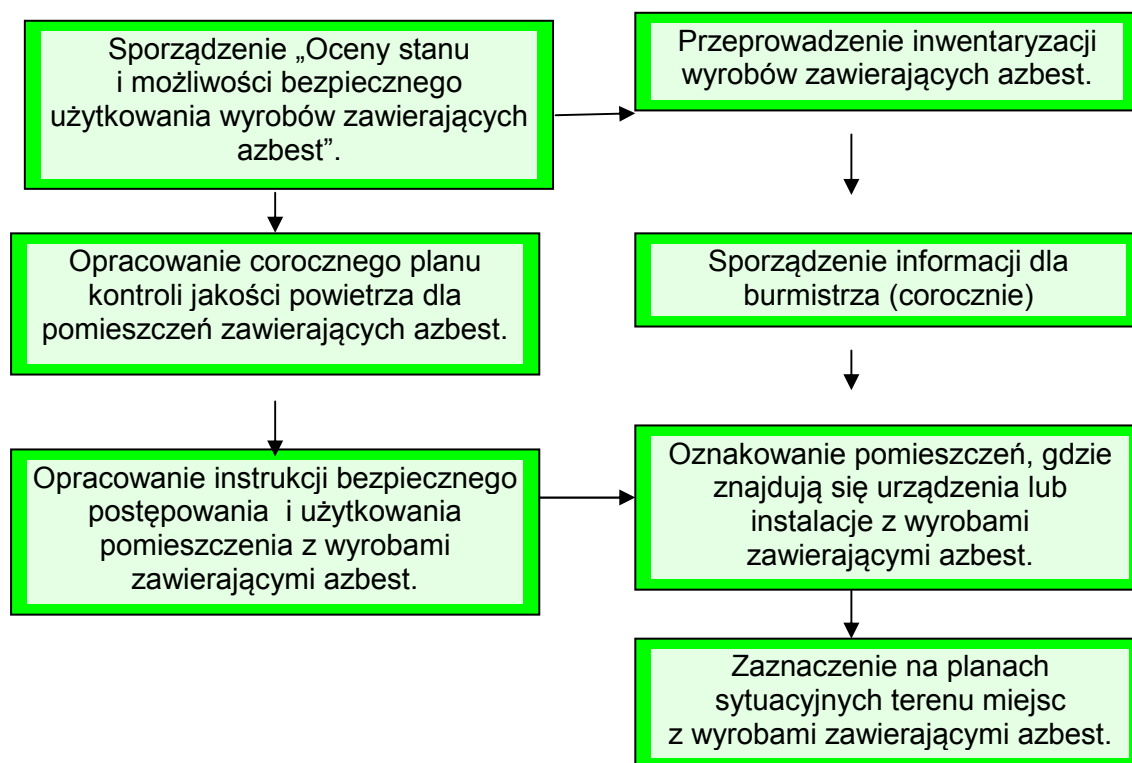 Sporządzenie „Oceny stanu
i możliwości bezpiecznego
użytkowania wyrobów zawierających
azbest”.
Przeprowadzenie inwentaryzacji
wyrobów zawierających azbest.
Opracowanie corocznego planu
kontroli jakości powietrza dla
pomieszczeń zawierających azbest.
Sporządzenie informacji dla
burmistrza (corocznie)
Opracowanie instrukcji bezpiecznego
postępowania i użytkowania
pomieszczenia z wyrobami
zawierającymi azbest.
Oznakowanie pomieszczeń, gdzie
znajdują się urządzenia lub
instalacje z wyrobami
zawierającymi azbest.
Zaznaczenie na planach
sytuacyjnych terenu miejsc
z wyrobami zawierającymi azbest.